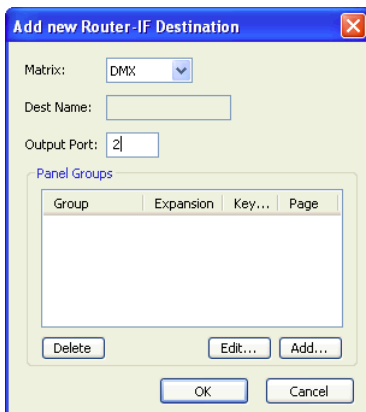 Add new Router-IF Destination
Matrix: DMX
Dest Name:
Output Port: 2
Panel Groups
Group Expansion Key... Page
Delete Edit... Add...
OK Cancel